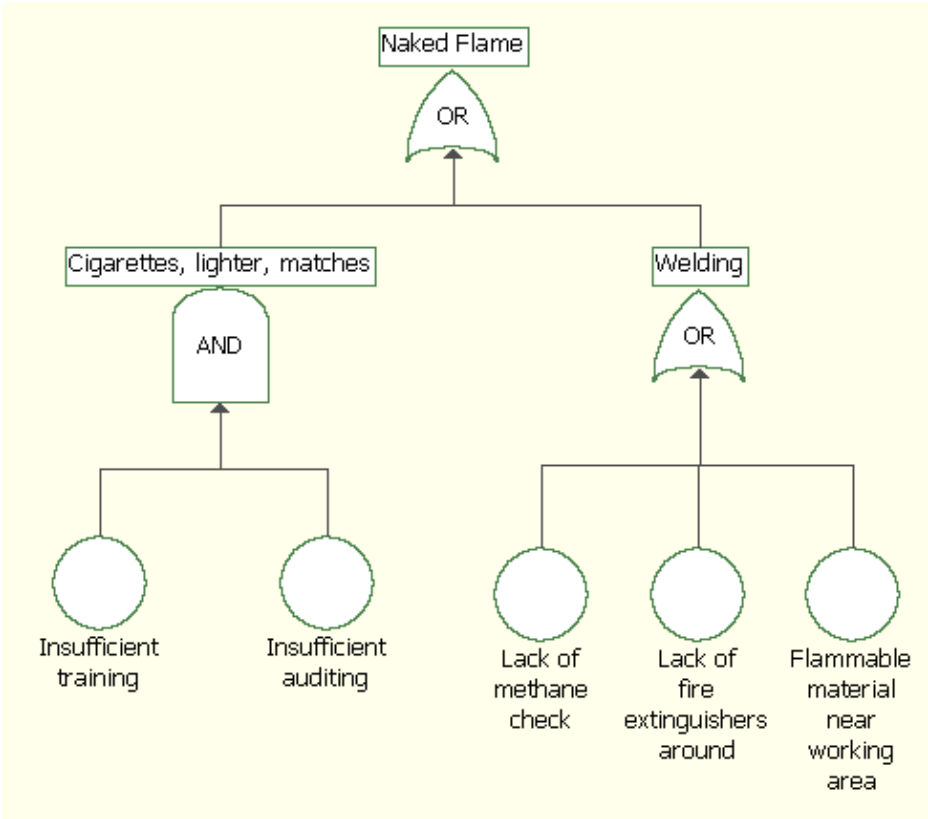 Naked Flame
OR
Cigarettes, lighter, matches
Welding
AND
OR
Insufficient
training
Insufficient
auditing
Lack of
methane
check
Lack of
fire
extinguishers
around
Flammable
material
near
working
area